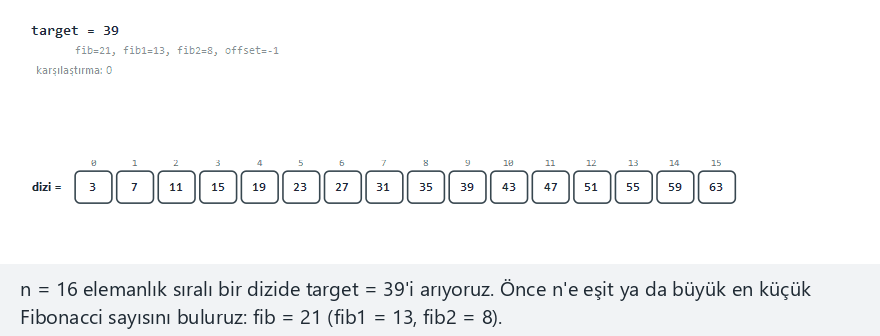 target = 39
fib=21, fib1=13, fib2=8, offset=-1
karşılaştırma: 0
0 1 2 3 4 5 6 7 8 9 10 11 12 13 14 15
dizi = 3 7 11 15 19 23 27 31 35 39 43 47 51 55 59 63
n = 16 elemanlık sıralı bir dizide target = 39'i arıyoruz. Önce n'e eşit ya da büyük en küçük
Fibonacci sayısını buluruz: fib = 21 (fib1 = 13, fib2 = 8).